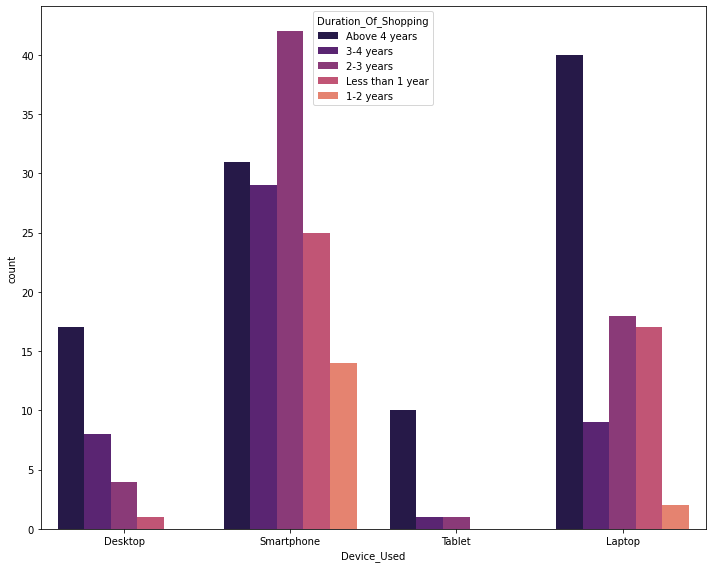 Duration_Of_Shopping
Above 4 years
3-4 years
2-3 years
Less than 1 year
1-2 years
count
40
35
30
25
20
15
10
5
0
Desktop
Smartphone
Tablet
Laptop
Device_Used